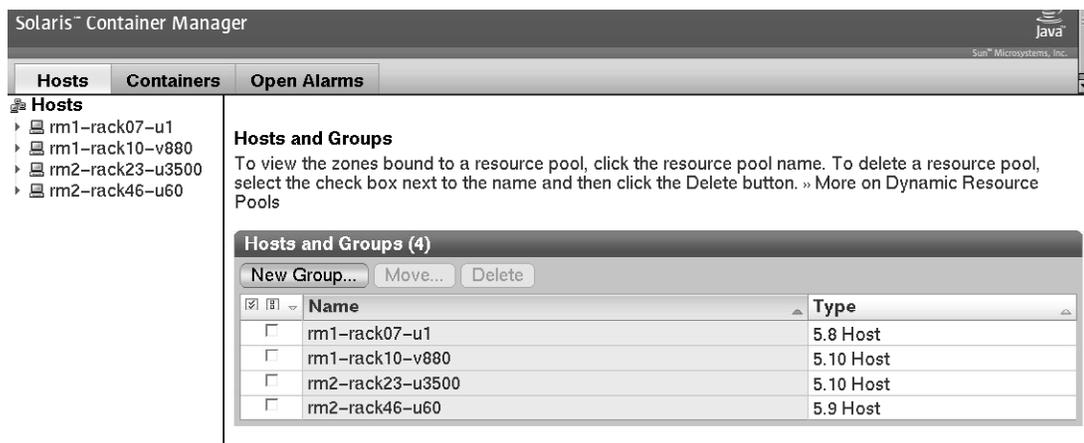 Solaris™ Container Manager
Java™
Sun™ Microsystems, Inc.
Hosts
Containers
Open Alarms
Hosts
rm1-rack07-u1
rm1-rack10-v880
rm2-rack23-u3500
rm2-rack46-u60
Hosts and Groups
To view the zones bound to a resource pool, click the resource pool name. To delete a resource pool,
select the check box next to the name and then click the Delete button. » More on Dynamic Resource
Pools
Hosts and Groups (4)
New Group... Move... Delete
Name Type
rm1-rack07-u1 5.8 Host
rm1-rack10-v880 5.10 Host
rm2-rack23-u3500 5.10 Host
rm2-rack46-u60 5.9 Host